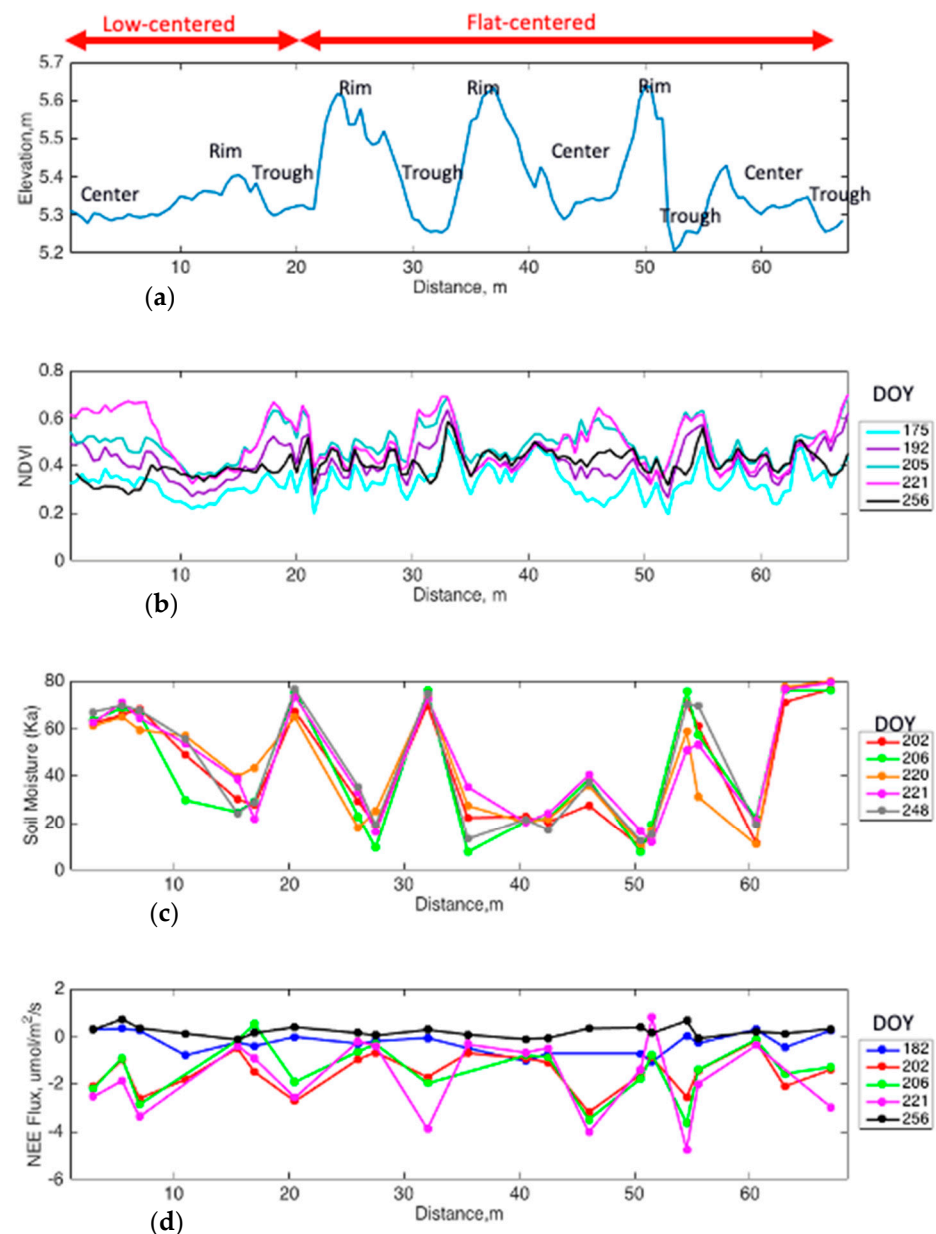 Low-centered Flat-centered
5.7
5.6
5.5
5.4
5.3
5.2
Elevation,m
Rim Rim Rim
Rim Trough Trough Center Center
Center Trough Trough
10 20 30 40 50 60
Distance, m
(a)
0.8
0.6
0.4
0.2
0
NDVI
10 20 30 40 50 60
Distance, m
DOY
175
192
205
221
256
(b)
80
60
40
20
0
Soil Moisture (Ka)
10 20 30 40 50 60
Distance,m
DOY
202
206
220
221
248
(c)
2
0
-2
-4
-6
NEE Flux, umol/m²/s
10 20 30 40 50 60
Distance,m
DOY
182
202
206
221
256
(d)